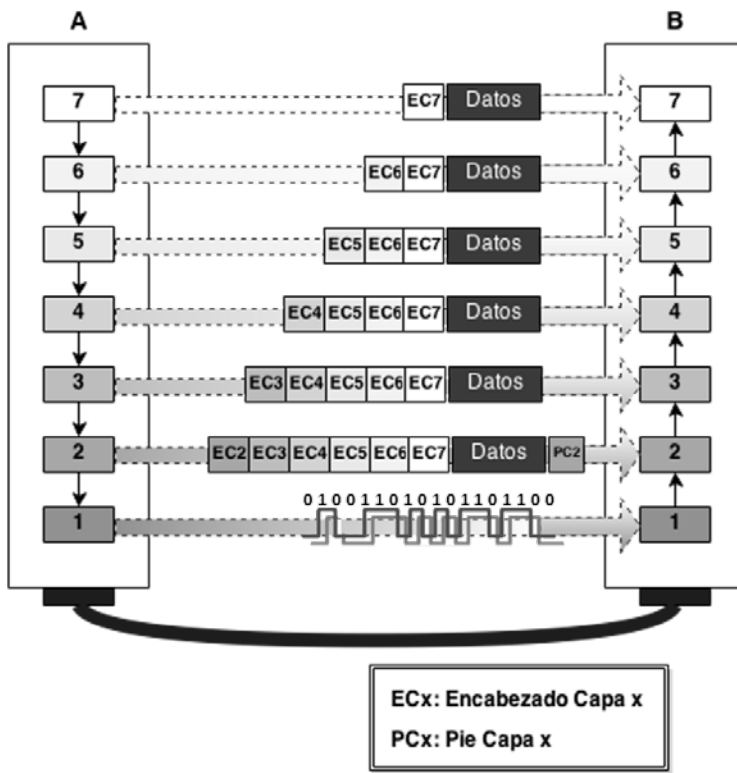 A B
7 EC7 Datos 7
6 EC6 EC7 Datos 6
5 EC5 EC6 EC7 Datos 5
4 EC4 EC5 EC6 EC7 Datos 4
3 EC3 EC4 EC5 EC6 EC7 Datos 3
2 EC2 EC3 EC4 EC5 EC6 EC7 Datos PC2 2
0 1 0 0 1 1 0 1 0 1 0 1 1 0 1 1 0 0
1 1
ECx: Encabezado Capa x
PCx: Pie Capa x